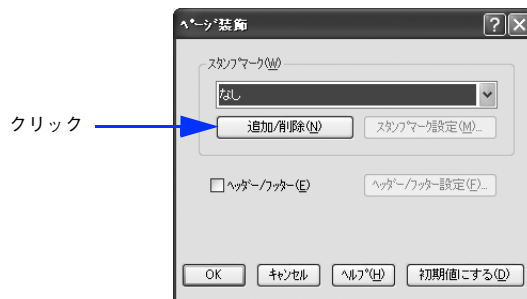 ページ装飾
スタンプマーク(W)
なし
クリック
追加/削除(N) スタンプマーク設定(M)...
ヘッダー/フッター(E) ヘッダー/フッター設定(F)...
OK キャンセル ヘルプ(H) 初期値にする(D)